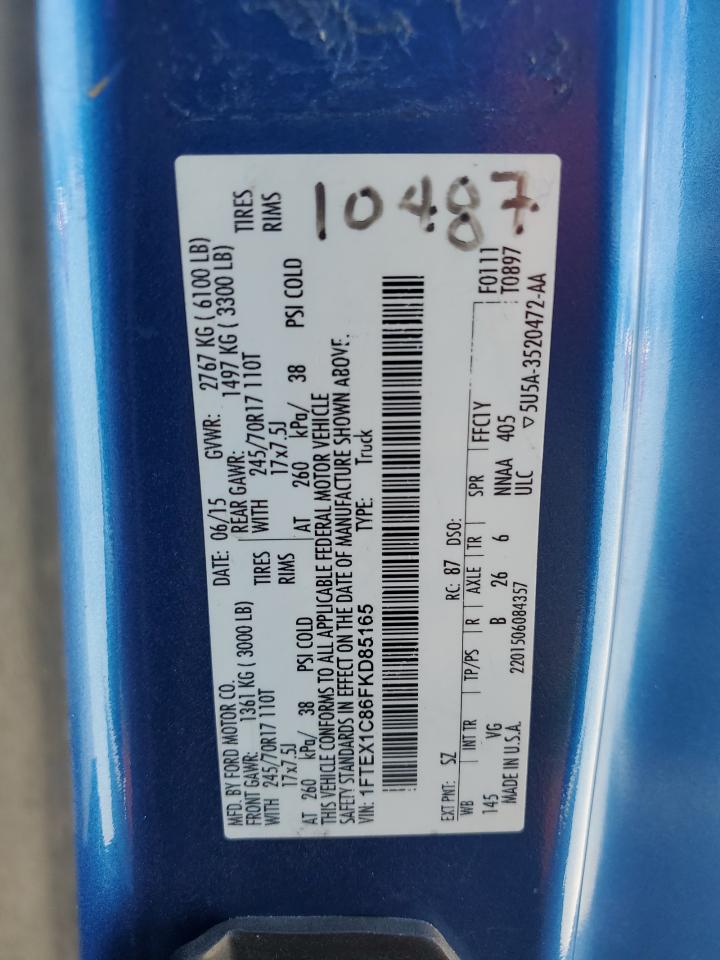 MFD. BY FORD MOTOR CO. DATE: 06/15 GVWR: 2767 KG ( 6100 LB)
FRONT GAWR: 1361 KG ( 3000 LB) REAR GAWR: 1497 KG ( 3300 LB)
WITH 245/70R17 110T TIRES WITH 245/70R17 110T TIRES
17x7.5J RIMS 17x7.5J RIMS
AT 260 kPa/ 38 PSI COLD AT 260 kPa/ 38 PSI COLD
THIS VEHICLE CONFORMS TO ALL APPLICABLE FEDERAL MOTOR VEHICLE
SAFETY STANDARDS IN EFFECT ON THE DATE OF MANUFACTURE SHOWN ABOVE.
VIN: 1FTEX1C86FKD85165 TYPE: Truck
10487
EXT PNT: SZ RC: 87 DSO:
WB INT TR TP/PS R AXLE TR SPR FFC1Y F0111
145 VG B 26 6 NNAA 405 T0897
ULC
MADE IN U.S.A. 2201506084357 ▽5U5A-3520472-AA